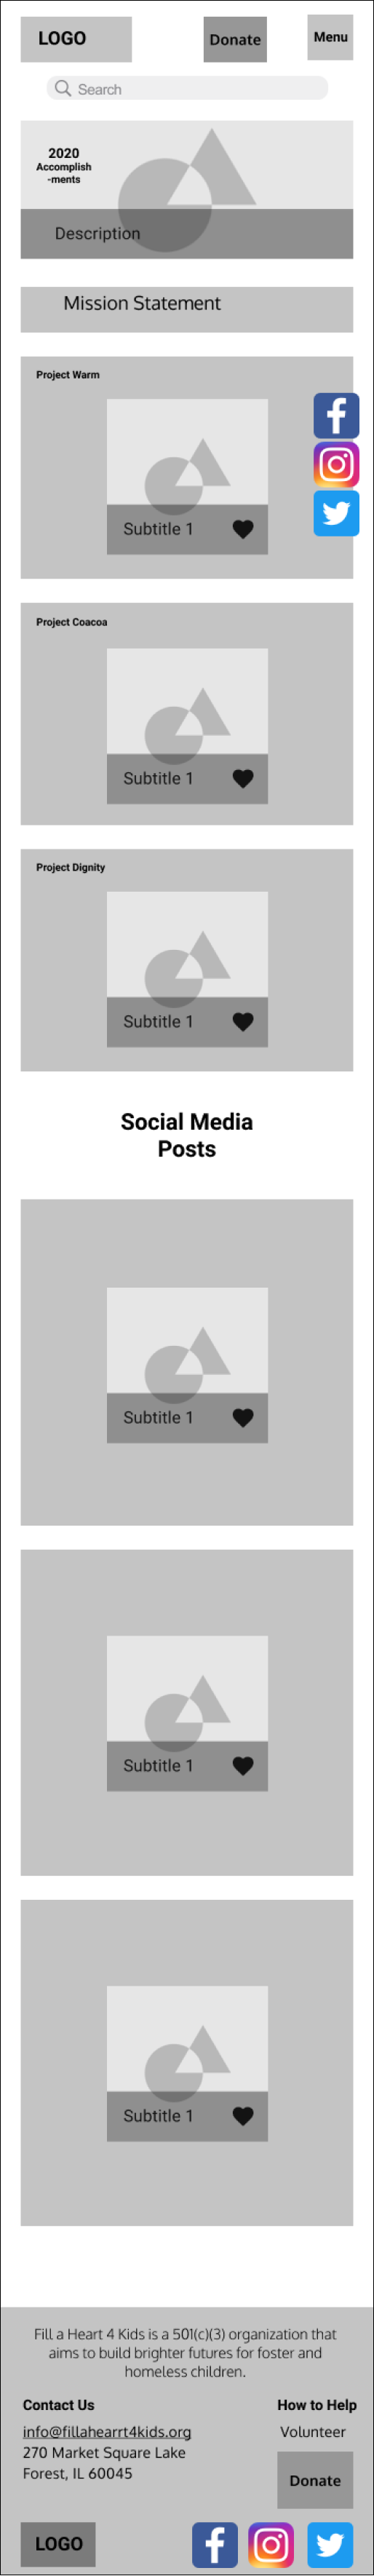 LOGO
Donate
Menu
Search
2020
Accomplish
-ments
Description
Mission Statement
Project Warm
Subtitle 1
Project Coacoa
Subtitle 1
Project Dignity
Subtitle 1
Social Media
Posts
Subtitle 1
Subtitle 1
Subtitle 1
Fill a Heart 4 Kids is a 501(c)(3) organization that
aims to build brighter futures for foster and
homeless children.
Contact Us
info@fillahearrt4kids.org
270 Market Square Lake
Forest, IL 60045
How to Help
Volunteer
Donate
LOGO